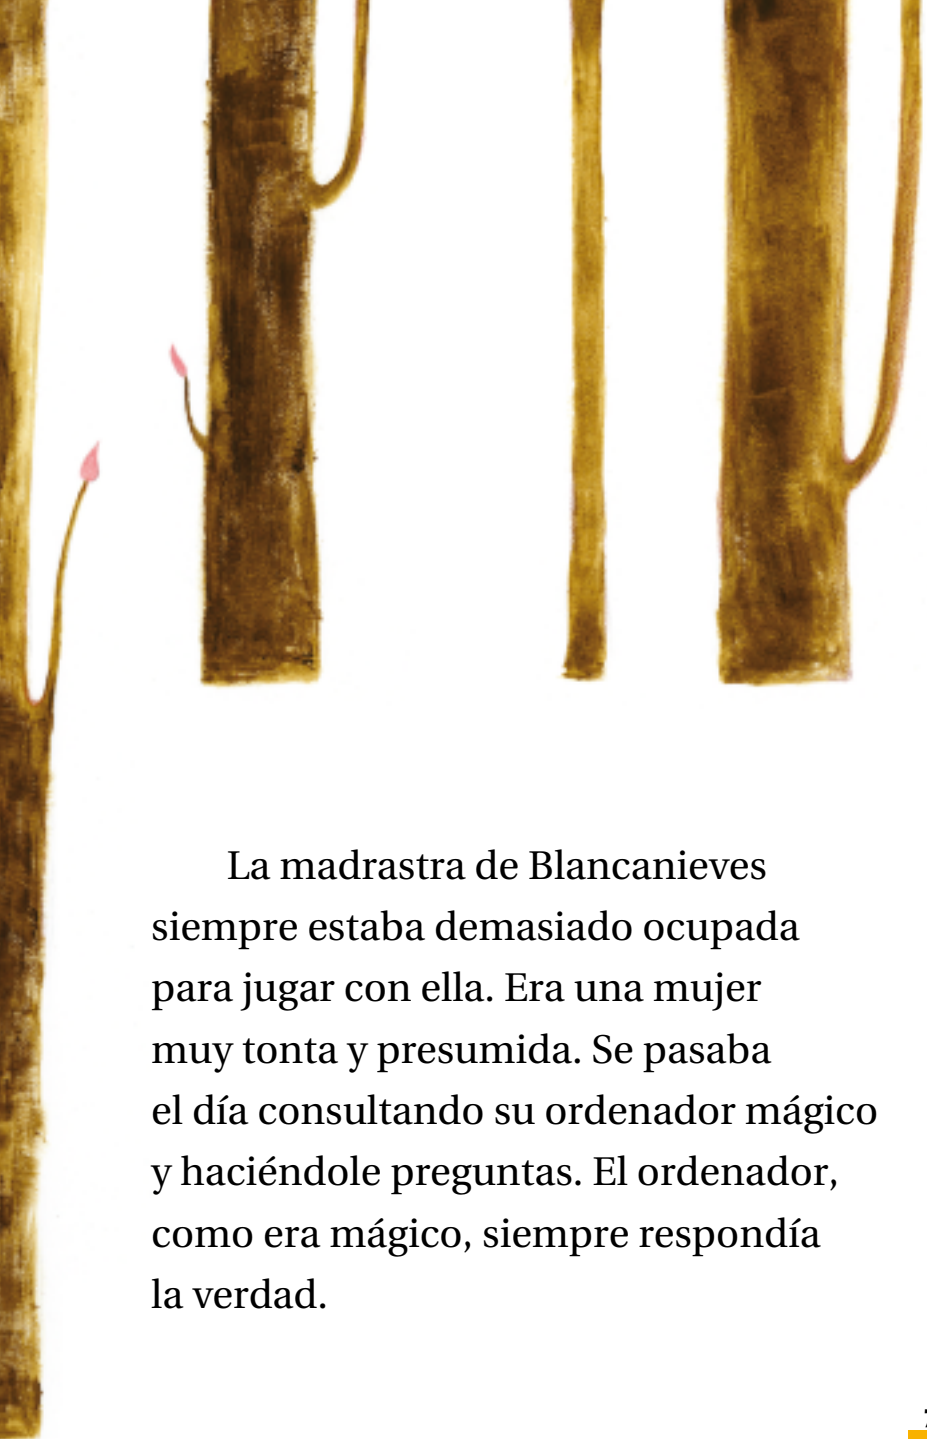 La madrastra de Blancanieves
siempre estaba demasiado ocupada
para jugar con ella. Era una mujer
muy tonta y presumida. Se pasaba
el día consultando su ordenador mágico
y haciéndole preguntas. El ordenador,
como era mágico, siempre respondía
la verdad.